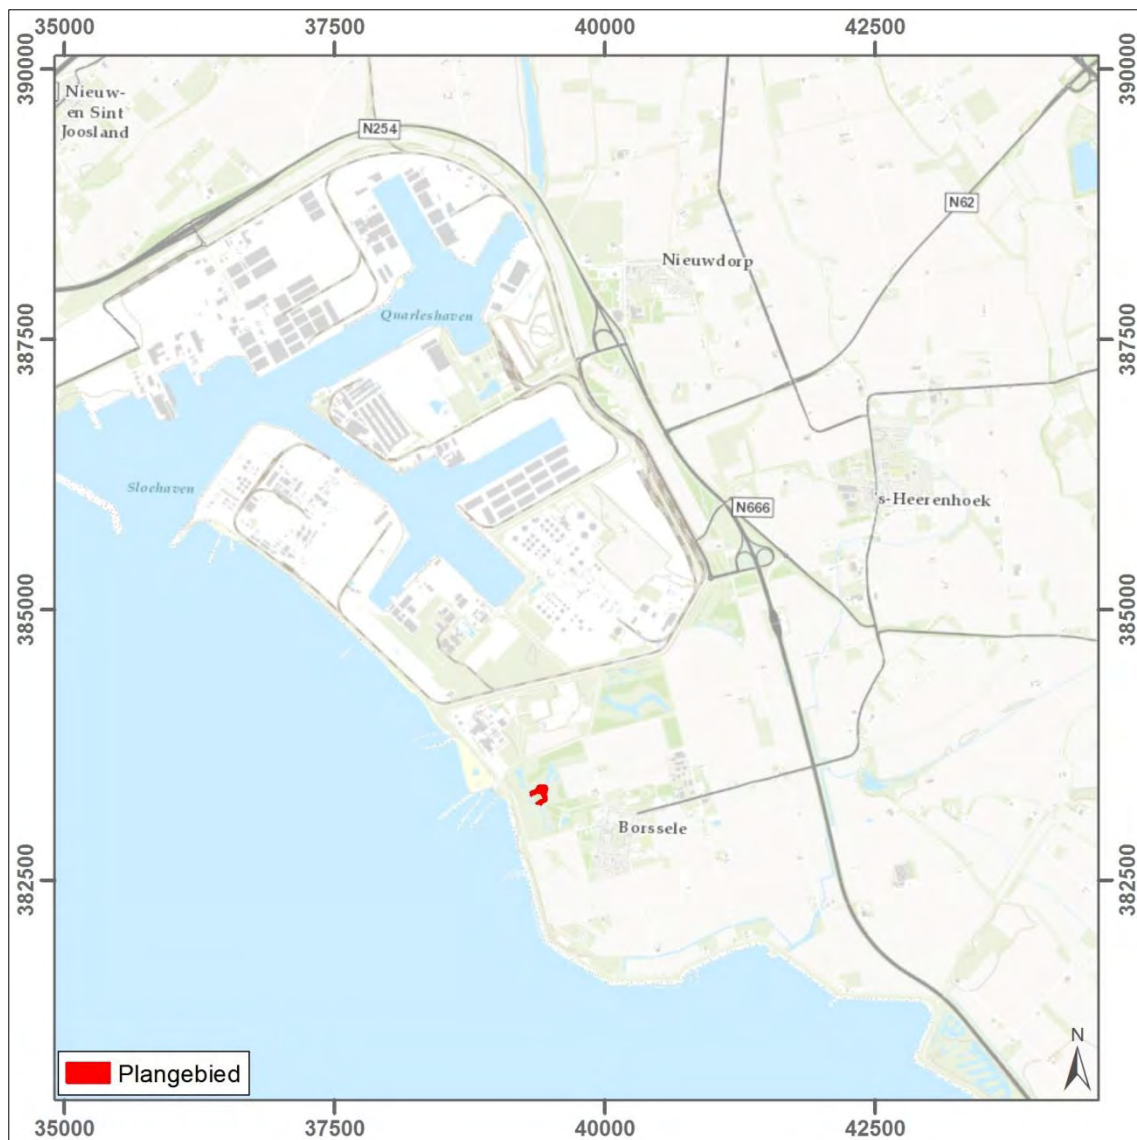 35000 37500 40000 42500
390000
390000
Nieuw-
en Sint
Joosland
N254
N62
Nieuwdorp
Quarleshaven
387500
387500
Sloehaven
's-Heerenhoek
N666
385000
385000
Borssele
382500
382500
N
Plangebied
35000 37500 40000 42500